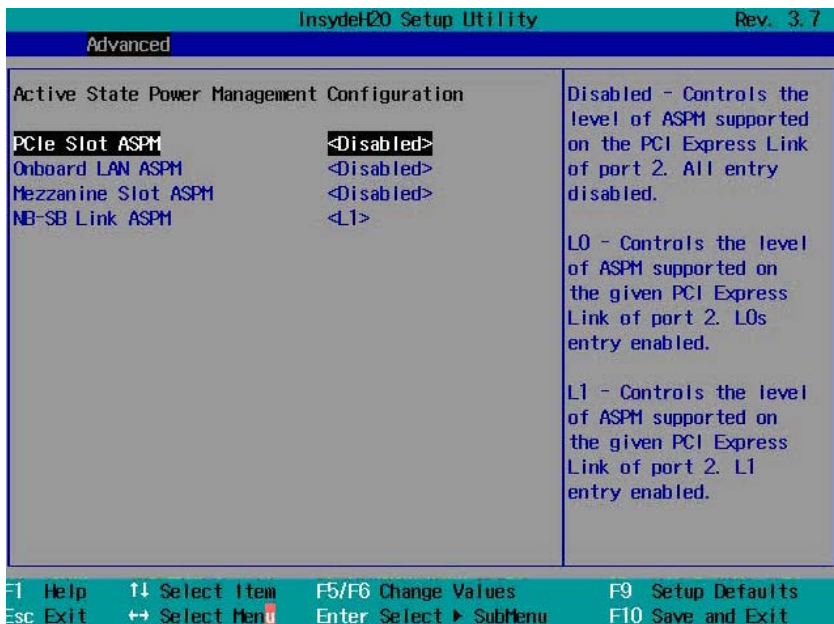 InsydeH20 Setup Utility Rev. 3.7
Advanced
Active State Power Management Configuration
PCIe Slot ASPM <Disabled>
Onboard LAN ASPM <Disabled>
Mezzanine Slot ASPM <Disabled>
NB-SB Link ASPM <L1>
Disabled - Controls the
level of ASPM supported
on the PCI Express Link
of port 2. All entry
disabled.
L0 - Controls the level
of ASPM supported on
the given PCI Express
Link of port 2. L0s
entry enabled.
L1 - Controls the level
of ASPM supported on
the given PCI Express
Link of port 2. L1
entry enabled.
F1 Help ↑↓ Select Item F5/F6 Change Values F9 Setup Defaults
Esc Exit ↔ Select Menu Enter Select ▶ SubMenu F10 Save and Exit